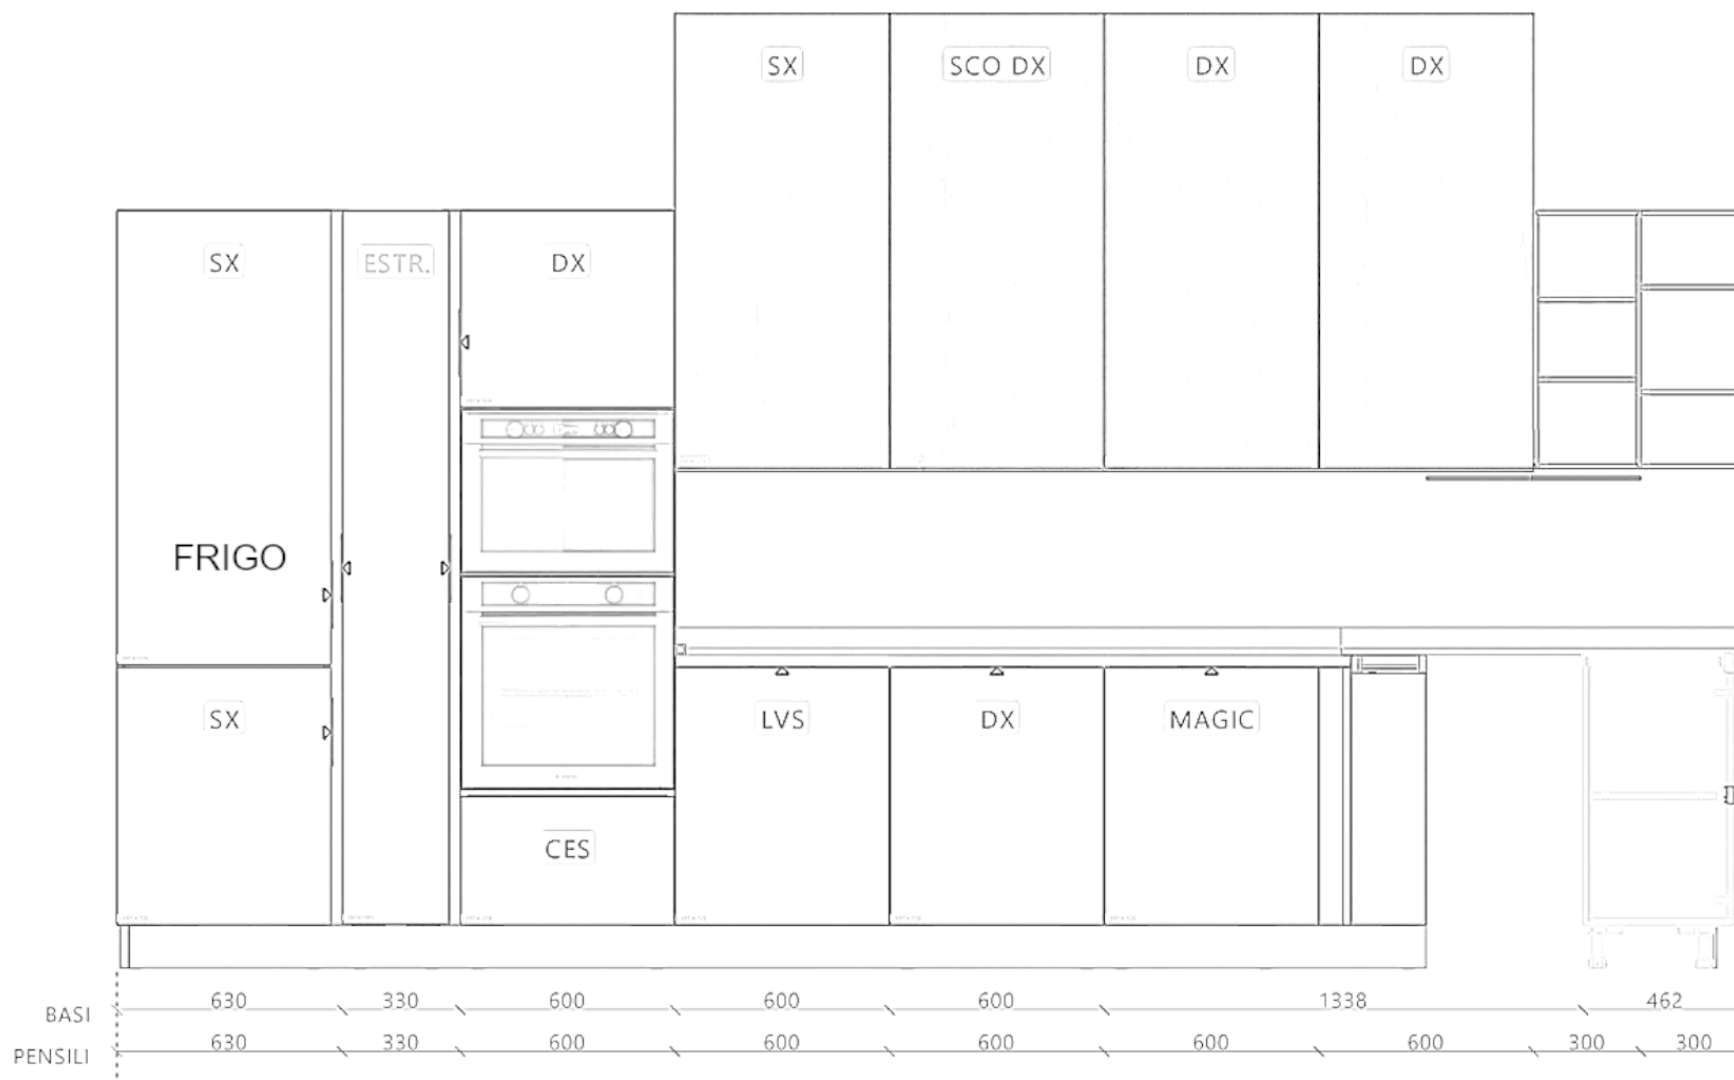 SX
SCO DX
DX
DX
SX
ESTR.
DX
FRIGO
SX
LVS
DX
MAGIC
CES
BASI
630
330
600
600
600
1338
462
PENSILI
630
330
600
600
600
600
600
300
300